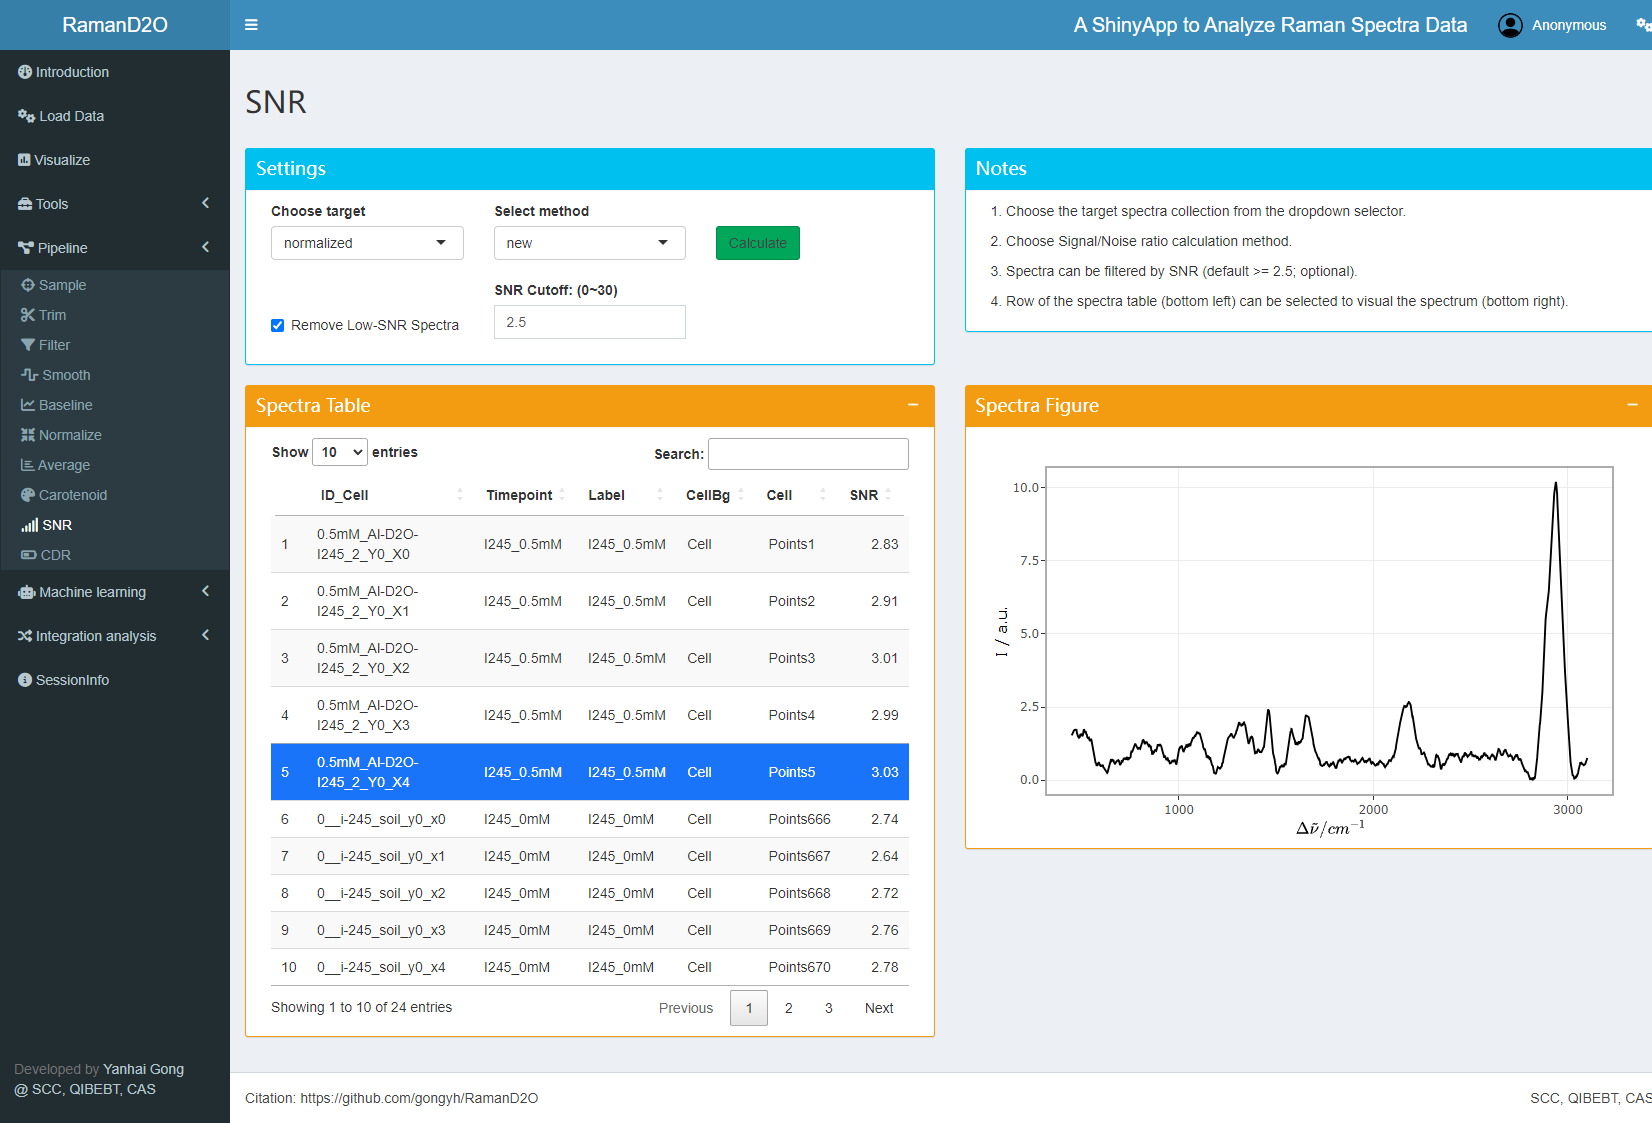 RamanD2O
A ShinyApp to Analyze Raman Spectra Data
Anonymous
Introduction
Load Data
Visualize
Tools
Pipeline
Sample
Trim
Filter
Smooth
Baseline
Normalize
Average
Carotenoid
SNR
CDR
Machine learning
Integration analysis
SessionInfo
Developed by Yanhai Gong
@ SCC, QIBEBT, CAS
SNR
Settings
Choose target
Select method
normalized
new
Calculate
SNR Cutoff: (0~30)
Remove Low-SNR Spectra
2.5
Notes
1. Choose the target spectra collection from the dropdown selector.
2. Choose Signal/Noise ratio calculation method.
3. Spectra can be filtered by SNR (default >= 2.5; optional).
4. Row of the spectra table (bottom left) can be selected to visual the spectrum (bottom right).
Spectra Table
Show 10 entries
Search:
ID_Cell Timepoint Label CellBg Cell SNR
1 0.5mM_AI-D2O-I245_2_Y0_X0 I245_0.5mM I245_0.5mM Cell Points1 2.83
2 0.5mM_AI-D2O-I245_2_Y0_X1 I245_0.5mM I245_0.5mM Cell Points2 2.91
3 0.5mM_AI-D2O-I245_2_Y0_X2 I245_0.5mM I245_0.5mM Cell Points3 3.01
4 0.5mM_AI-D2O-I245_2_Y0_X3 I245_0.5mM I245_0.5mM Cell Points4 2.99
5 0.5mM_AI-D2O-I245_2_Y0_X4 I245_0.5mM I245_0.5mM Cell Points5 3.03
6 0__i-245_soil_y0_x0 I245_0mM I245_0mM Cell Points666 2.74
7 0__i-245_soil_y0_x1 I245_0mM I245_0mM Cell Points667 2.64
8 0__i-245_soil_y0_x2 I245_0mM I245_0mM Cell Points668 2.72
9 0__i-245_soil_y0_x3 I245_0mM I245_0mM Cell Points669 2.76
10 0__i-245_soil_y0_x4 I245_0mM I245_0mM Cell Points670 2.78
Showing 1 to 10 of 24 entries
Previous 1 2 3 Next
Spectra Figure
10.0
7.5
5.0
2.5
0.0
I / a.u.
1000 2000 3000
Δṽ/cm⁻¹
Citation: https://github.com/gongyh/RamanD2O
SCC, QIBEBT, CAS